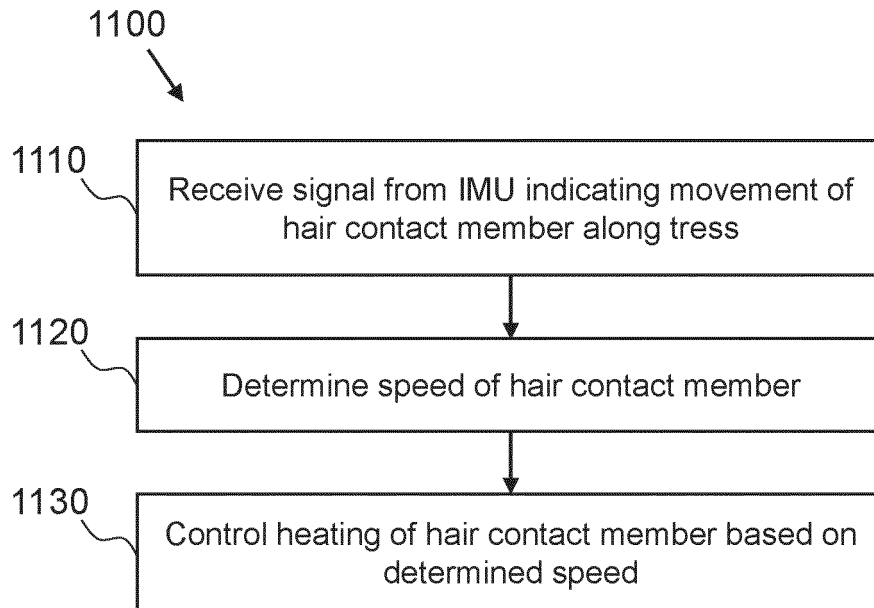 1100
1110
Receive signal from IMU indicating movement of
hair contact member along tress
1120
Determine speed of hair contact member
1130
Control heating of hair contact member based on
determined speed